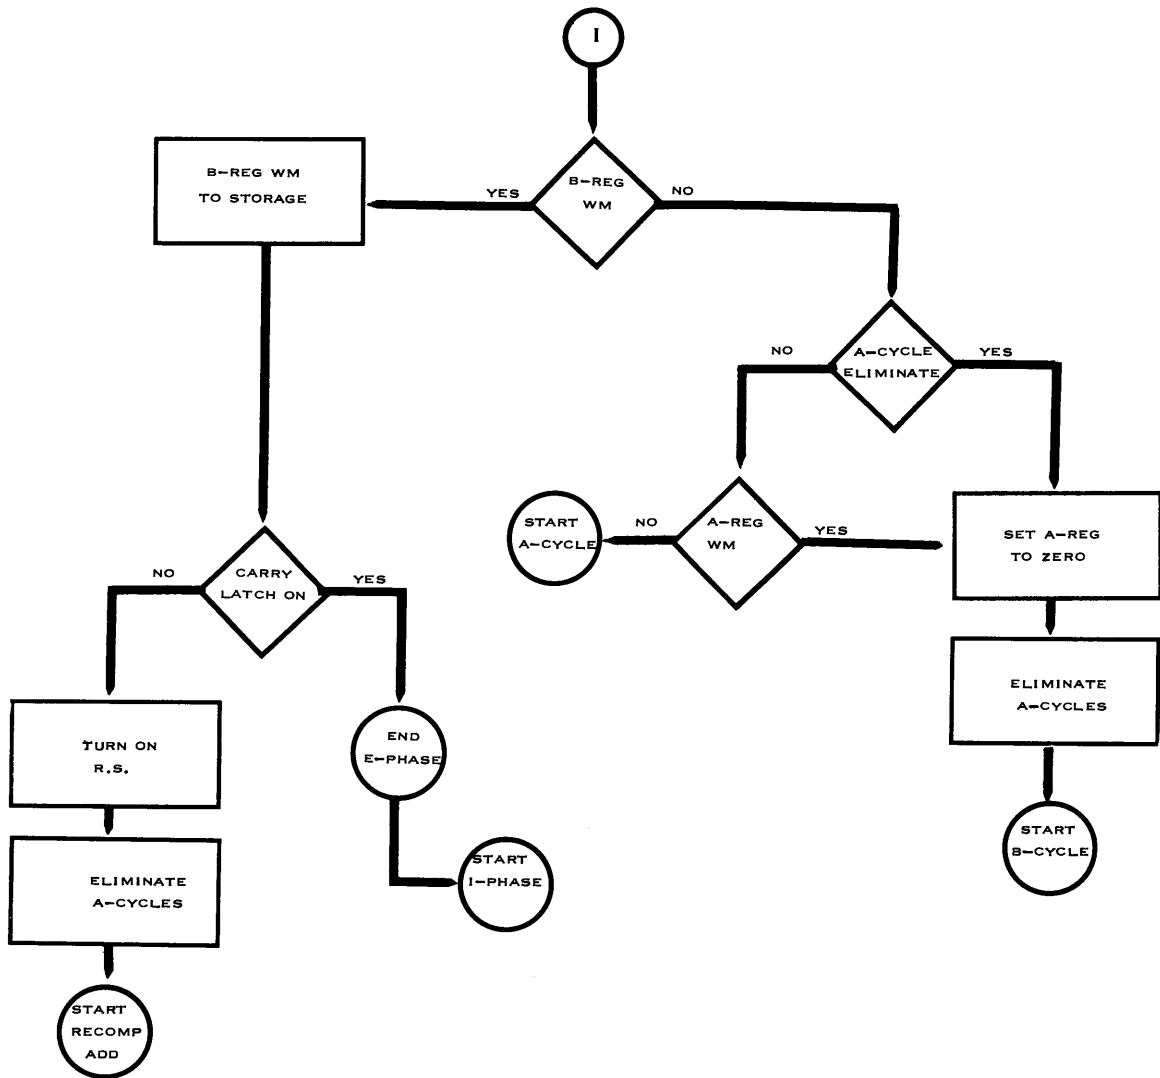 I
B-REG WM
TO STORAGE
YES
B-REG
WM
NO
NO
A-CYCLE
ELIMINATE
YES
START
A-CYCLE
NO
A-REG
WM
YES
SET A-REG
TO ZERO
NO
CARRY
LATCH ON
YES
ELIMINATE
A-CYCLES
TURN ON
R.S.
END
E-PHASE
START
B-CYCLE
ELIMINATE
A-CYCLES
START
I-PHASE
START
RECOMP
ADD